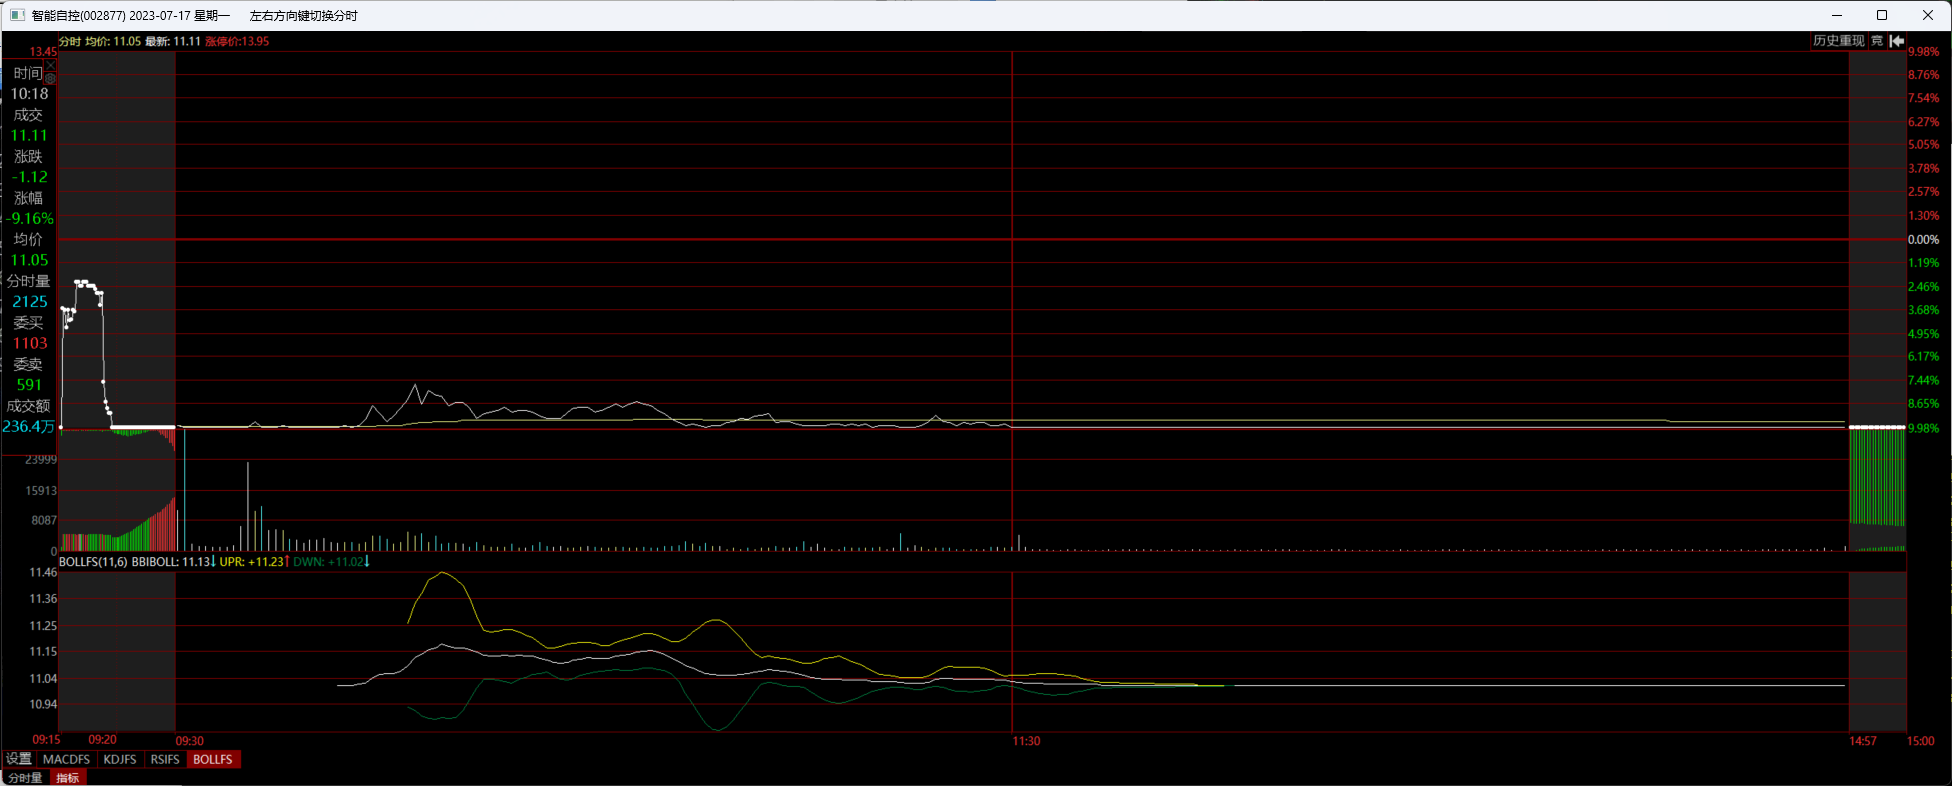 智能自控(002877) 2023-07-17 星期一 左右方向键切换分时
分时 均价: 11.05 最新: 11.11 涨停价:13.95
历史重现 竞
13.45
时间
10:18
成交
11.11
涨跌
-1.12
涨幅
-9.16%
均价
11.05
分时量
2125
委买
1103
委卖
591
成交额
236.4万
9.98%
8.76%
7.54%
6.27%
5.05%
3.78%
2.57%
1.30%
0.00%
1.19%
2.46%
3.68%
4.95%
6.17%
7.44%
8.65%
9.98%
23999
15913
8087
0
BOLLFS(11,6) BBIBOLL: 11.13↓ UPR: +11.23↑ DWN: +11.02↓
11.46
11.36
11.25
11.15
11.04
10.94
09:15 09:20 09:30 11:30 14:57 15:00
设置 MACDFS KDJFS RSIFS BOLLFS
分时量 指标